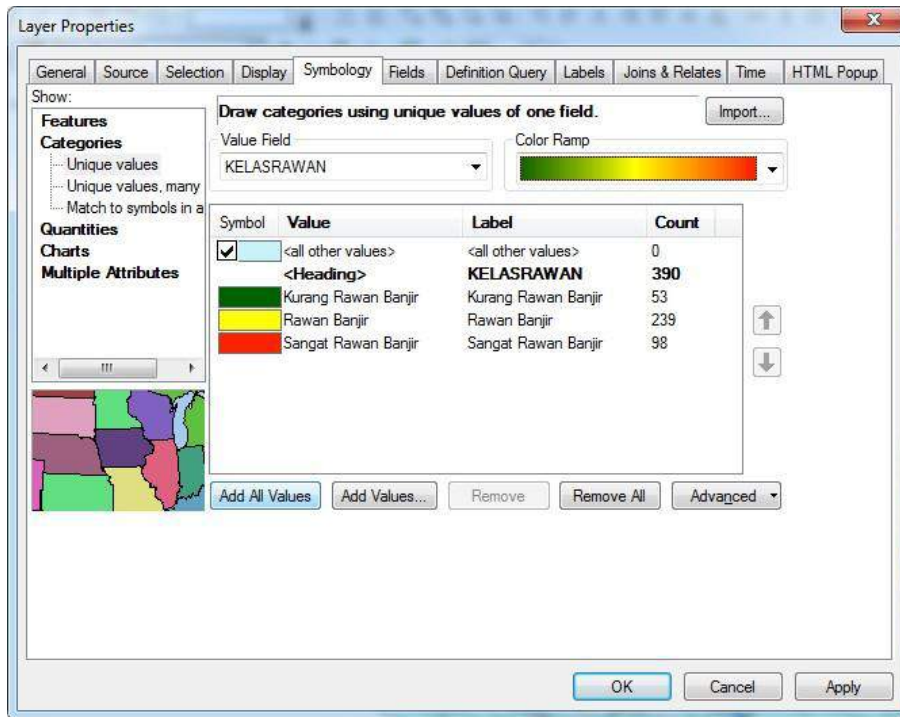 Layer Properties
General Source Selection Display Symbology Fields Definition Query Labels Joins & Relates Time HTML Popup
Show:
Features
Categories
Unique values
Unique values, many
Match to symbols in a
Quantities
Charts
Multiple Attributes
Draw categories using unique values of one field.
Import...
Value Field
KELASRAWAN
Color Ramp
Symbol Value Label Count
<all other values> <all other values> 0
<Heading> KELASRAWAN 390
Kurang Rawan Banjir Kurang Rawan Banjir 53
Rawan Banjir Rawan Banjir 239
Sangat Rawan Banjir Sangat Rawan Banjir 98
Add All Values Add Values... Remove Remove All Advanced
OK Cancel Apply